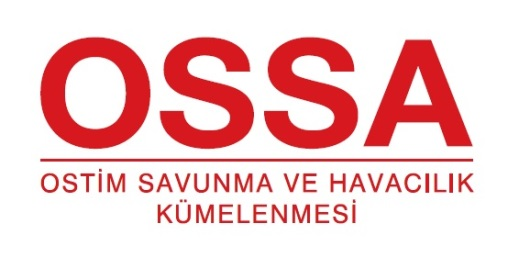 OSSA
OSTİM SAVUNMA VE HAVACILIK
KÜMELENMESİ